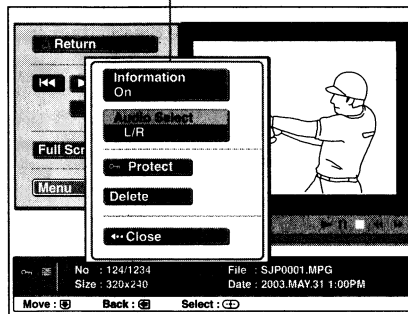 Return
Information
On
Audio Select
L/R
Full Scr
Protect
Menu
Delete
Close
No : 124/1234
File : SJP0001.MPG
Size : 320x240
Date : 2003.MAY.31 1:00PM
Move :
Back :
Select :